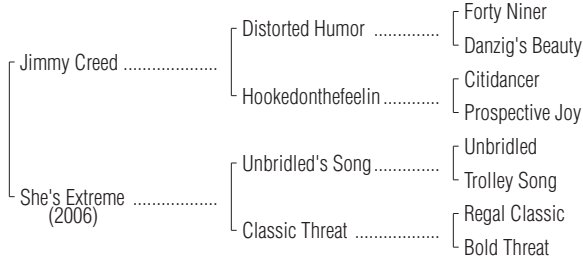 Forty Niner
Distorted Humor ..................
Danzig's Beauty
Jimmy Creed ....................
Citidancer
Hookedonthefeelin ............
Prospective Joy
Unbridled
Unbridled's Song ..............
Trolley Song
She's Extreme ..................
(2006)
Regal Classic
Classic Threat ..................
Bold Threat